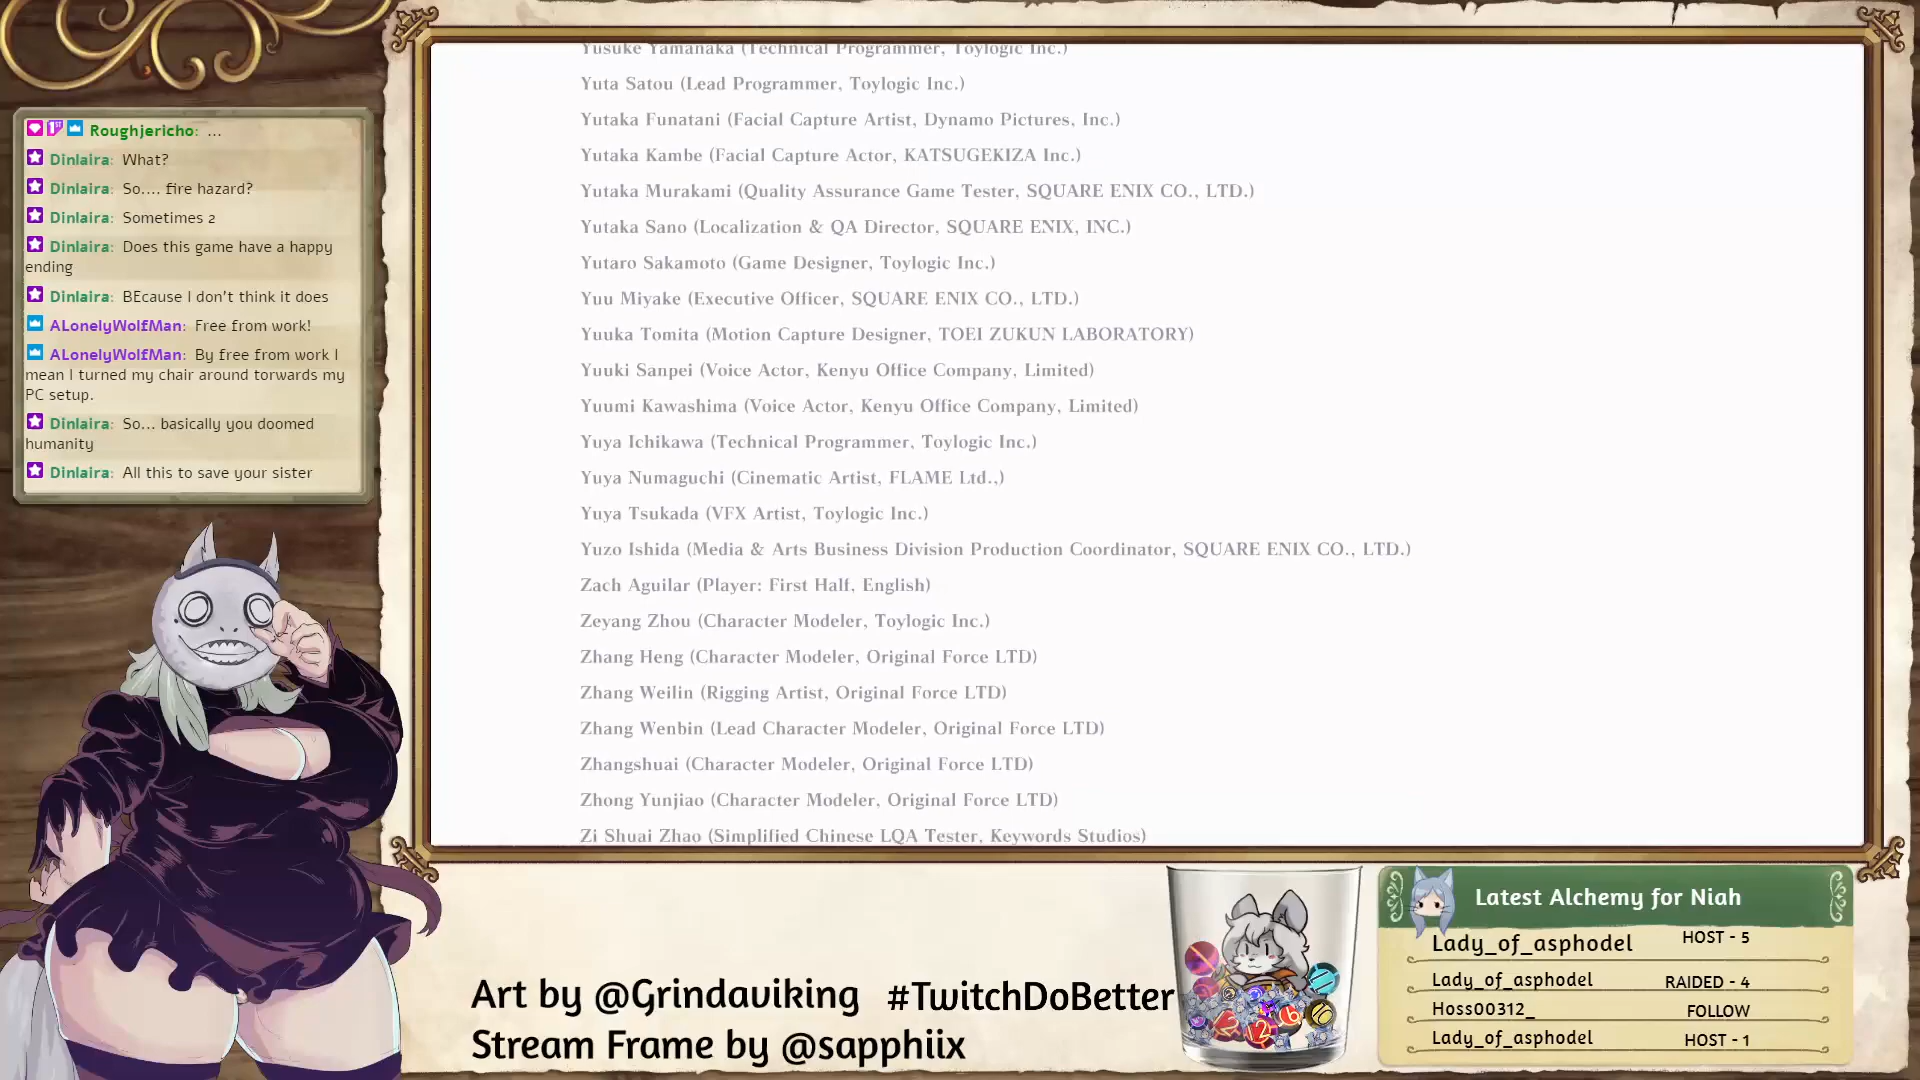 Roughjericho: ...
Dinlaira: What?
Dinlaira: So.... fire hazard?
Dinlaira: Sometimes 2
Dinlaira: Does this game have a happy
ending
Dinlaira: BEcause I don't think it does
ALonelyWolfMan: Free from work!
ALonelyWolfMan: By free from work I
mean I turned my chair around torwards my
PC setup.
Dinlaira: So... basically you doomed
humanity
Dinlaira: All this to save your sister
Yusuke Yamanaka (Technical Programmer, Toylogic Inc.)
Yuta Satou (Lead Programmer, Toylogic Inc.)
Yutaka Funatani (Facial Capture Artist, Dynamo Pictures, Inc.)
Yutaka Kambe (Facial Capture Actor, KATSUGEKIZA Inc.)
Yutaka Murakami (Quality Assurance Game Tester, SQUARE ENIX CO., LTD.)
Yutaka Sano (Localization & QA Director, SQUARE ENIX, INC.)
Yutaro Sakamoto (Game Designer, Toylogic Inc.)
Yuu Miyake (Executive Officer, SQUARE ENIX CO., LTD.)
Yuuka Tomita (Motion Capture Designer, TOEI ZUKUN LABORATORY)
Yuuki Sanpei (Voice Actor, Kenyu Office Company, Limited)
Yuumi Kawashima (Voice Actor, Kenyu Office Company, Limited)
Yuya Ichikawa (Technical Programmer, Toylogic Inc.)
Yuya Numaguchi (Cinematic Artist, FLAME Ltd.,)
Yuya Tsukada (VFX Artist, Toylogic Inc.)
Yuzo Ishida (Media & Arts Business Division Production Coordinator, SQUARE ENIX CO., LTD.)
Zach Aguilar (Player: First Half, English)
Zeyang Zhou (Character Modeler, Toylogic Inc.)
Zhang Heng (Character Modeler, Original Force LTD)
Zhang Weilin (Rigging Artist, Original Force LTD)
Zhang Wenbin (Lead Character Modeler, Original Force LTD)
Zhangshuai (Character Modeler, Original Force LTD)
Zhong Yunjiao (Character Modeler, Original Force LTD)
Zi Shuai Zhao (Simplified Chinese LQA Tester, Keywords Studios)
Art by @Grindaviking #TwitchDoBetter
Stream Frame by @sapphiix
Latest Alchemy for Niah
Lady_of_asphodel HOST - 5
Lady_of_asphodel RAIDED - 4
Hoss00312_ FOLLOW
Lady_of_asphodel HOST - 1